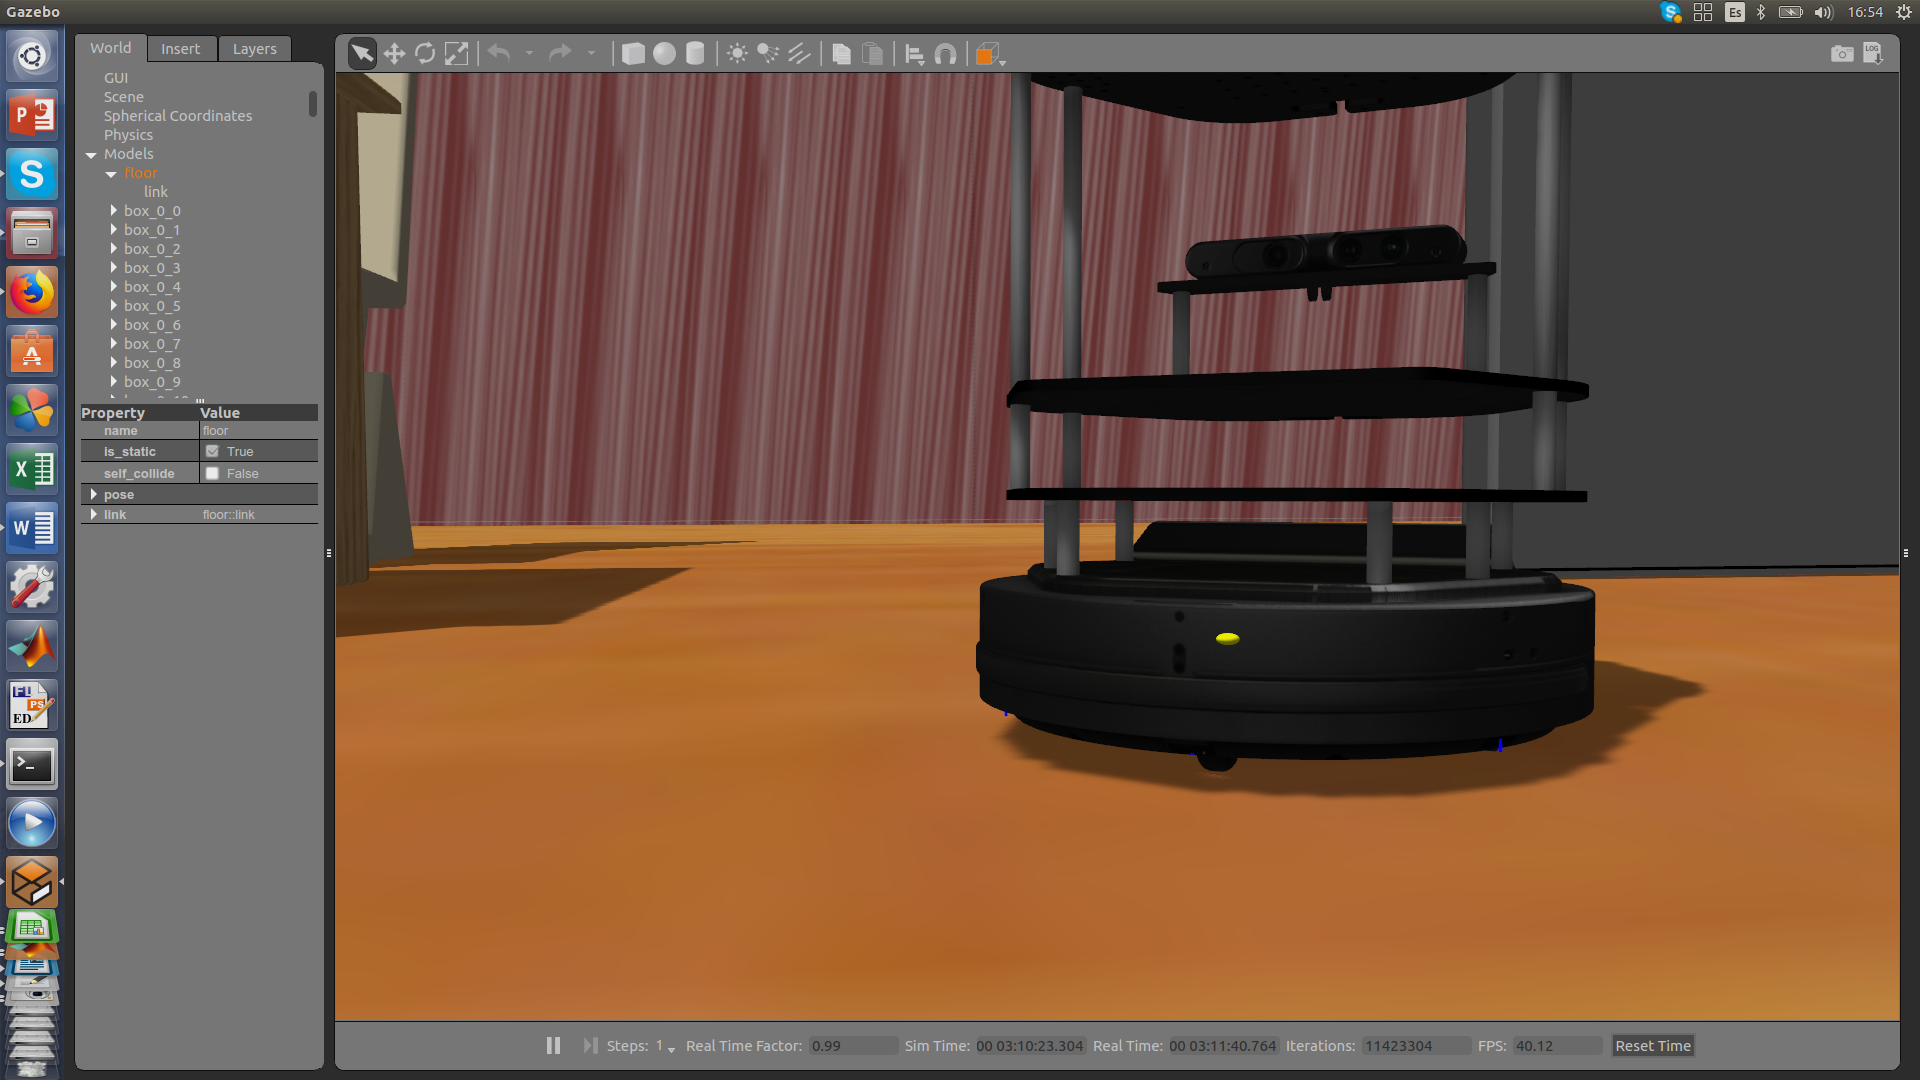 Gazebo
Es
16:54
World Insert Layers
LOG
GUI
Scene
Spherical Coordinates
Physics
Models
floor
link
box_0_0
box_0_1
box_0_2
box_0_3
box_0_4
box_0_5
box_0_6
box_0_7
box_0_8
box_0_9
Property Value
name floor
is_static True
self_collide False
pose
link floor::link
Steps: 1 Real Time Factor: 0.99 Sim Time: 00 03:10:23.304 Real Time: 00 03:11:40.764 Iterations: 11423304 FPS: 40.12 Reset Time